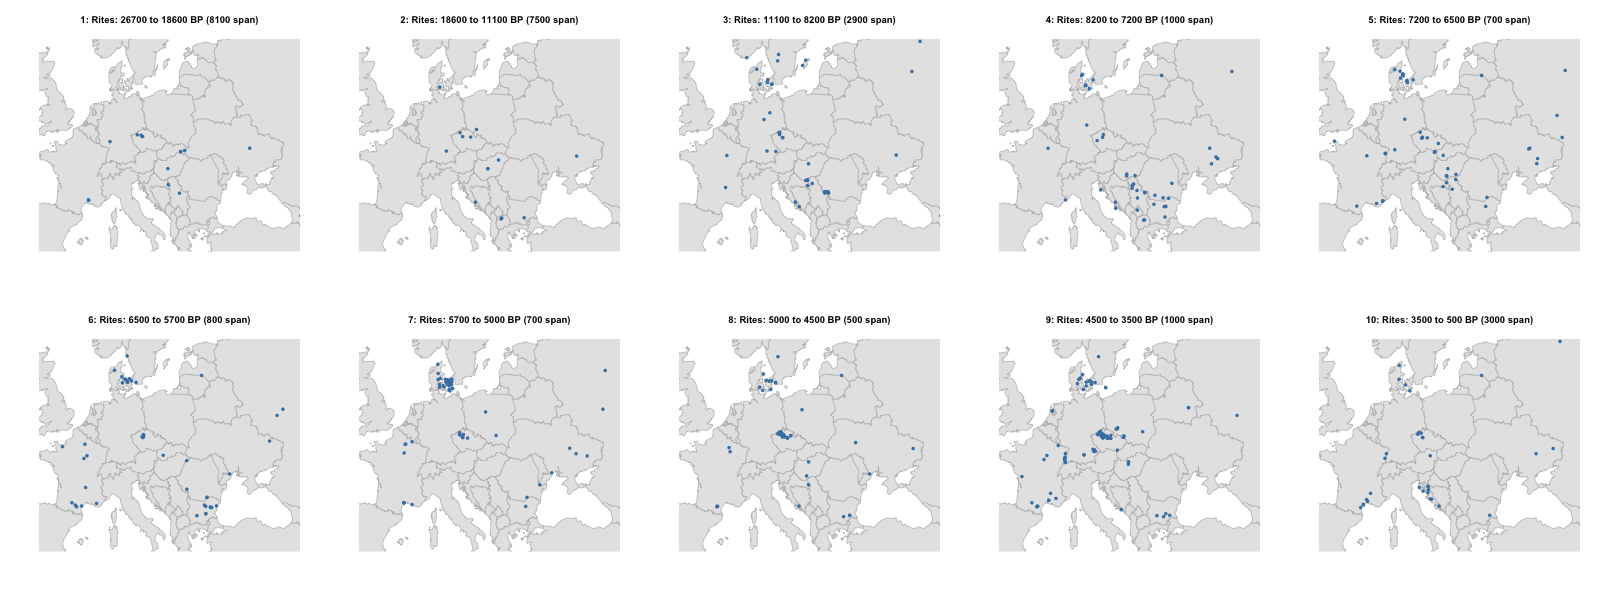 1: Rites: 26700 to 18600 BP (8100 span)
2: Rites: 18600 to 11100 BP (7500 span)
3: Rites: 11100 to 8200 BP (2900 span)
4: Rites: 8200 to 7200 BP (1000 span)
5: Rites: 7200 to 6500 BP (700 span)
6: Rites: 6500 to 5700 BP (800 span)
7: Rites: 5700 to 5000 BP (700 span)
8: Rites: 5000 to 4500 BP (500 span)
9: Rites: 4500 to 3500 BP (1000 span)
10: Rites: 3500 to 500 BP (3000 span)